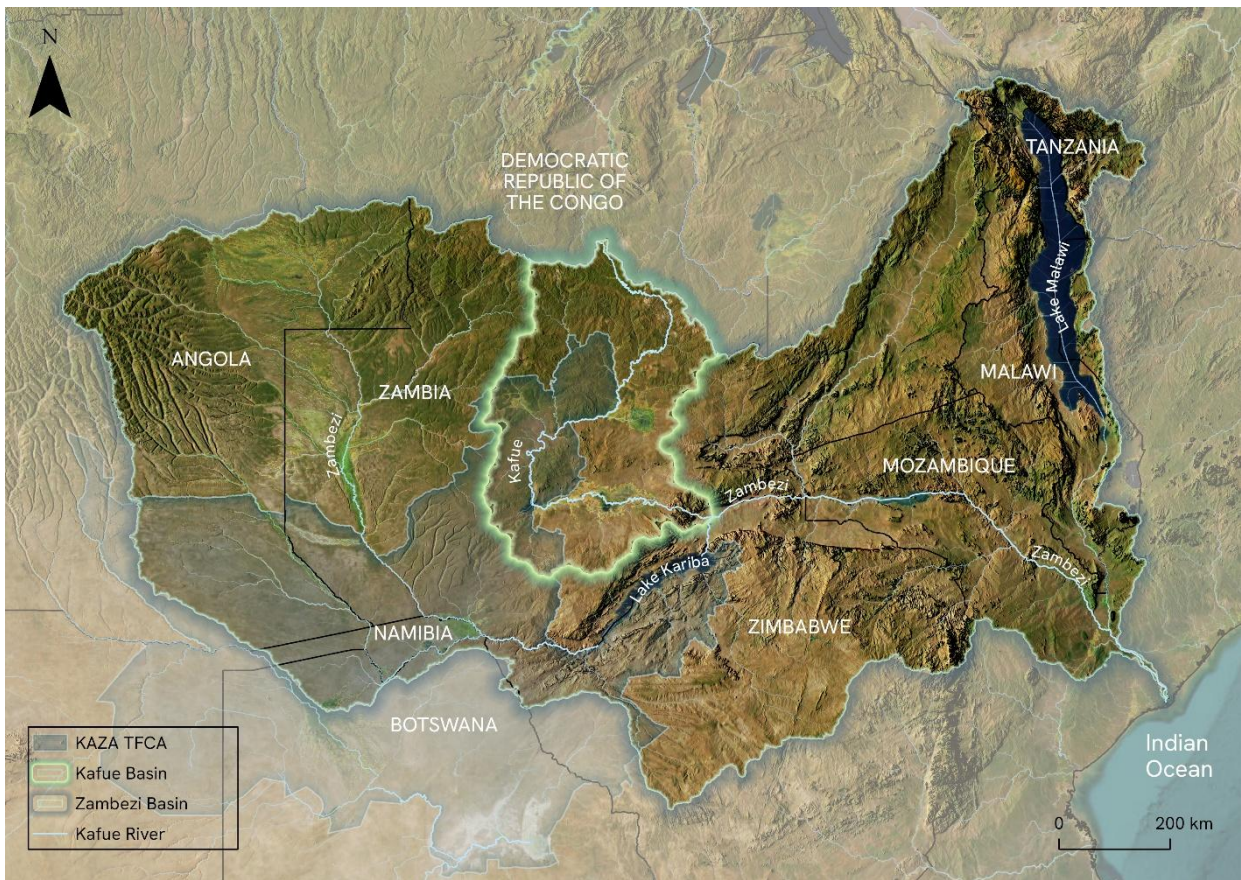 N
DEMOCRATIC
REPUBLIC OF
THE CONGO
TANZANIA
Lake Malawi
ANGOLA
ZAMBIA
MALAWI
Zambezi
Kafue
MOZAMBIQUE
Zambezi
Zambezi
Lake Kariba
NAMIBIA
ZIMBABWE
BOTSWANA
Indian
Ocean
KAZA TFCA
Kafue Basin
Zambezi Basin
Kafue River
0 200 km